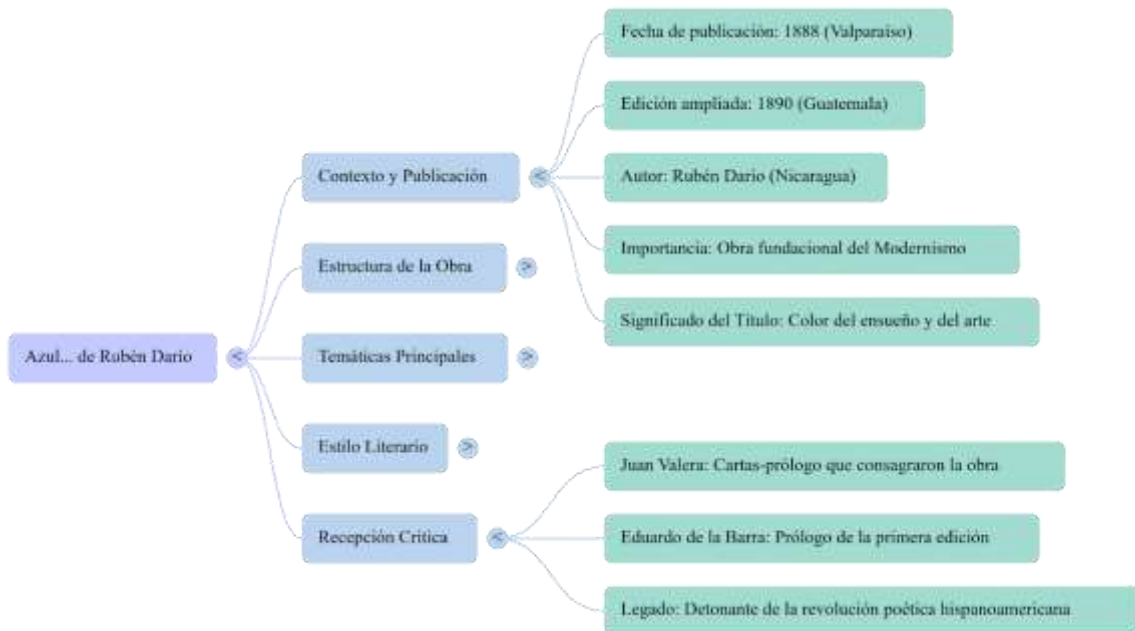 Azul... de Rubén Darío
Contexto y Publicación
Fecha de publicación: 1888 (Valparaíso)
Edición ampliada: 1890 (Guatemala)
Autor: Rubén Darío (Nicaragua)
Importancia: Obra fundacional del Modernismo
Significado del Título: Color del ensueño y del arte
Estructura de la Obra
Temáticas Principales
Estilo Literario
Recepción Crítica
Juan Valera: Cartas-prólogo que consagraron la obra
Eduardo de la Barra: Prólogo de la primera edición
Legado: Detonante de la revolución poética hispanoamericana